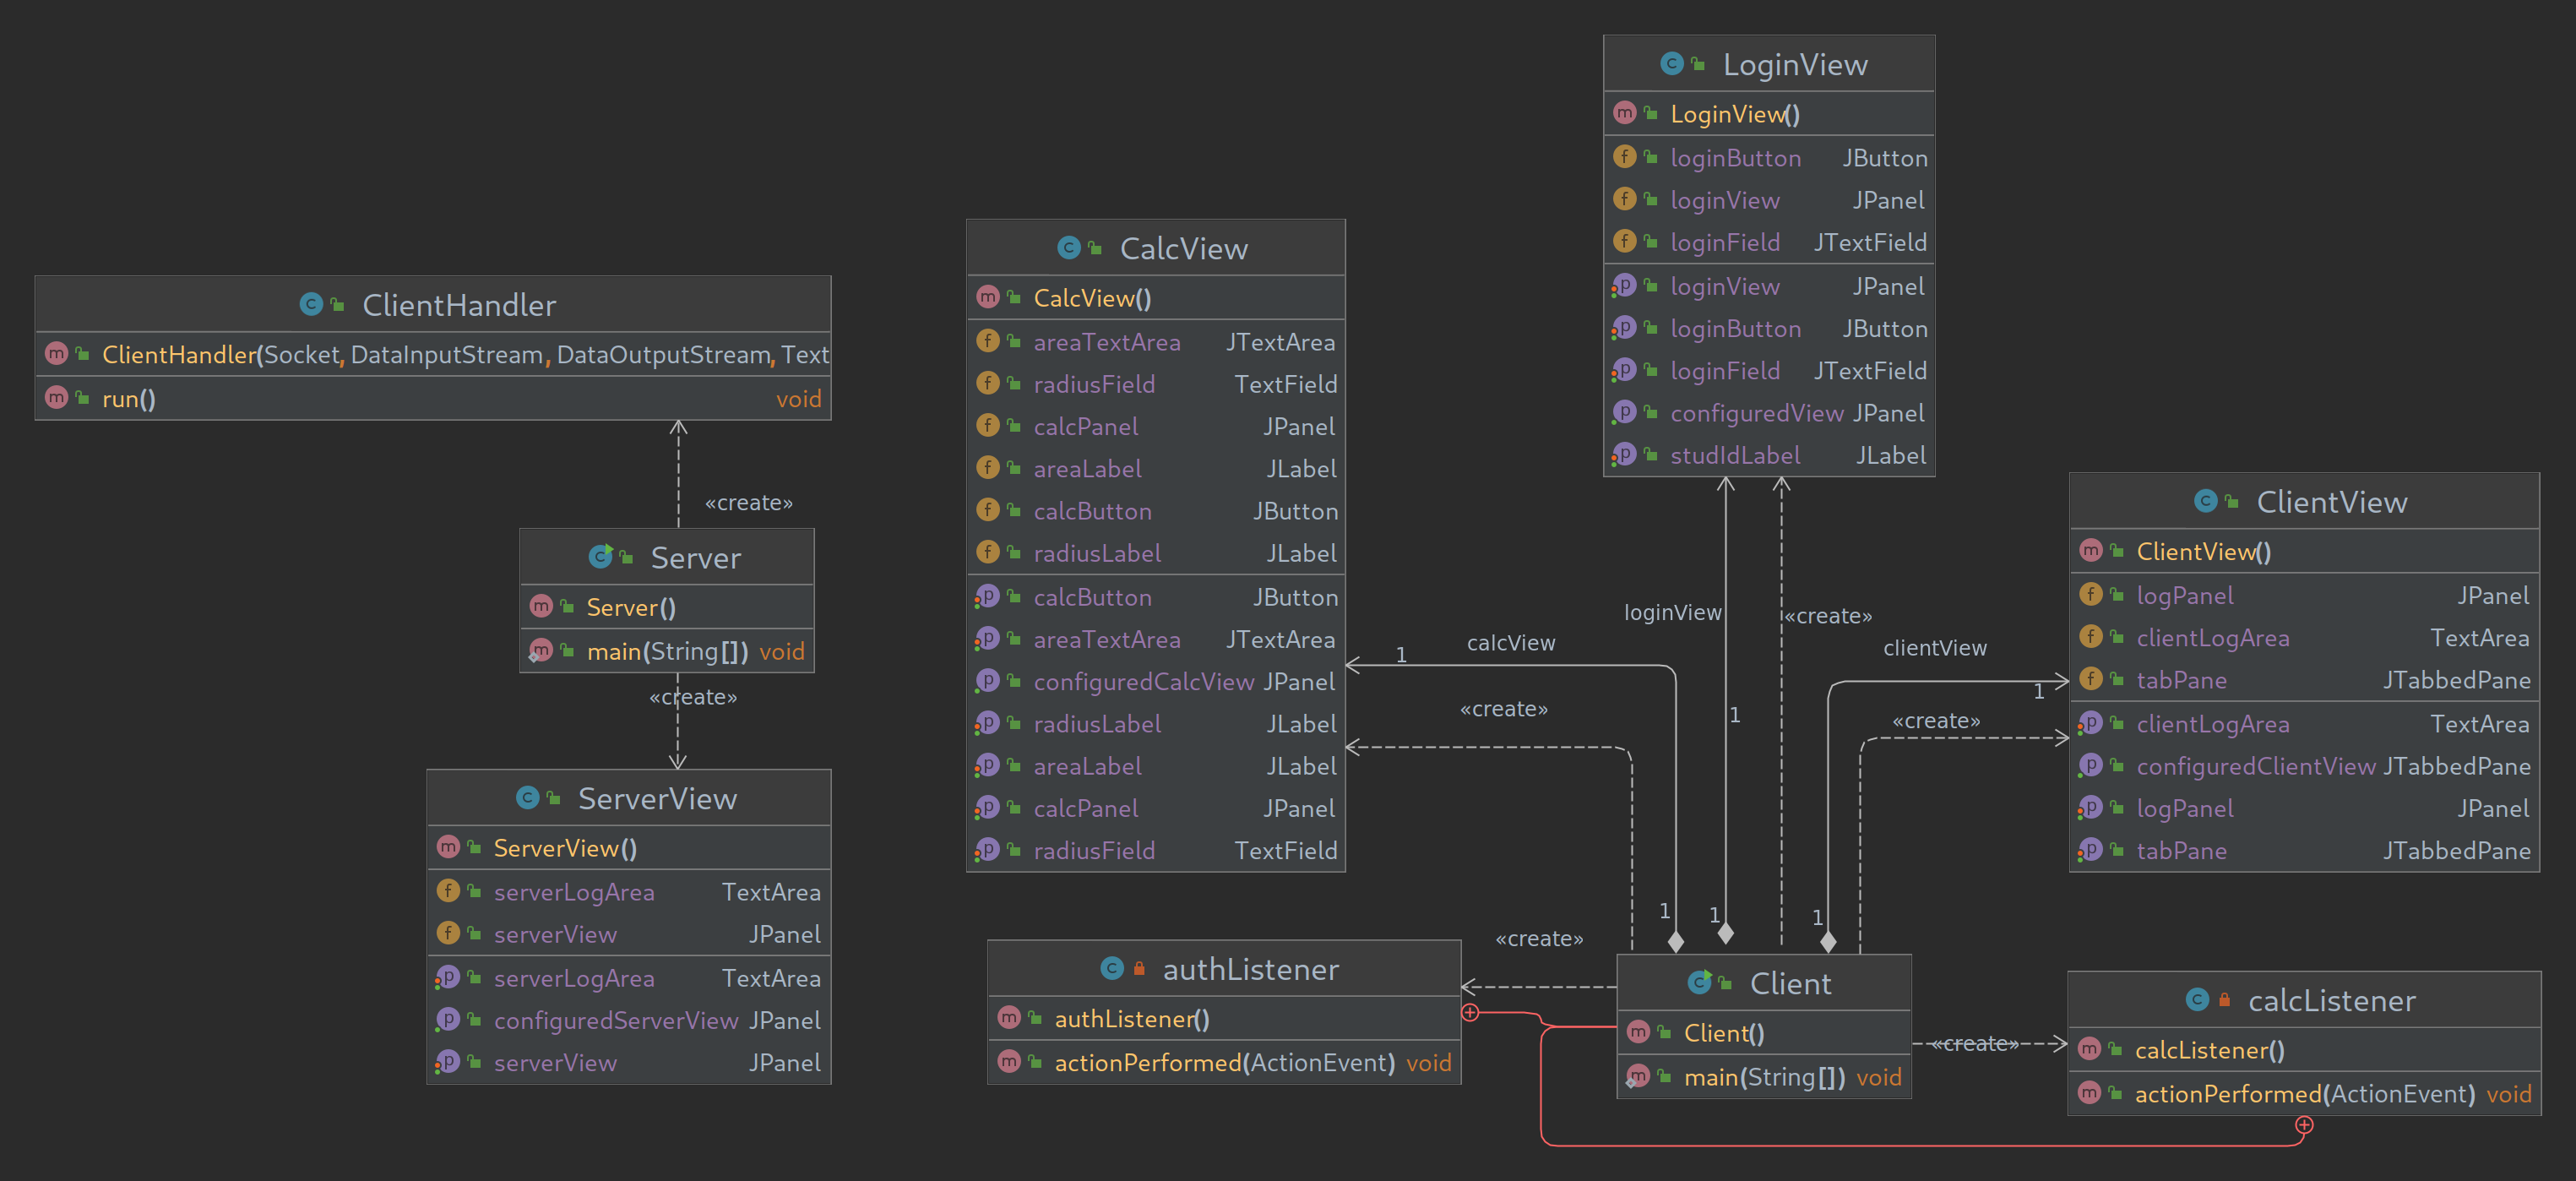 ClientHandler
ClientHandler(Socket, DataInputStream, DataOutputStream, Text
run() void
«create»
Server
Server()
main(String[]) void
«create»
ServerView
ServerView()
serverLogArea TextArea
serverView JPanel
serverLogArea TextArea
configuredServerView JPanel
serverView JPanel
CalcView
CalcView()
areaTextArea JTextArea
radiusField TextField
calcPanel JPanel
areaLabel JLabel
calcButton JButton
radiusLabel JLabel
calcButton JButton
areaTextArea JTextArea
configuredCalcView JPanel
radiusLabel JLabel
areaLabel JLabel
calcPanel JPanel
radiusField TextField
LoginView
LoginView()
loginButton JButton
loginView JPanel
loginField JTextField
loginView JPanel
loginButton JButton
loginField JTextField
configuredView JPanel
studIdLabel JLabel
loginView
«create»
1 calcView
clientView
1
«create»
1
«create»
ClientView
ClientView()
logPanel JPanel
clientLogArea TextArea
tabPane JTabbedPane
clientLogArea TextArea
configuredClientView JTabbedPane
logPanel JPanel
tabPane JTabbedPane
1
1
1
«create»
authListener
authListener()
actionPerformed(ActionEvent) void
Client
Client()
main(String[]) void
«create»
calcListener
calcListener()
actionPerformed(ActionEvent) void